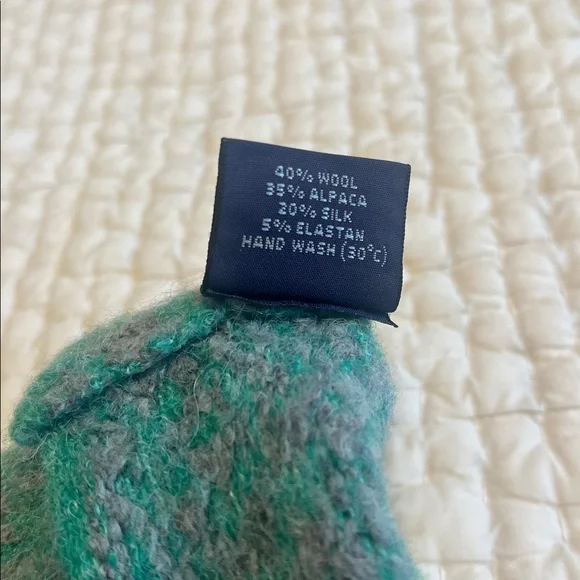 40% WOOL
35% ALPACA
20% SILK
5% ELASTAN
HAND WASH (30°C)